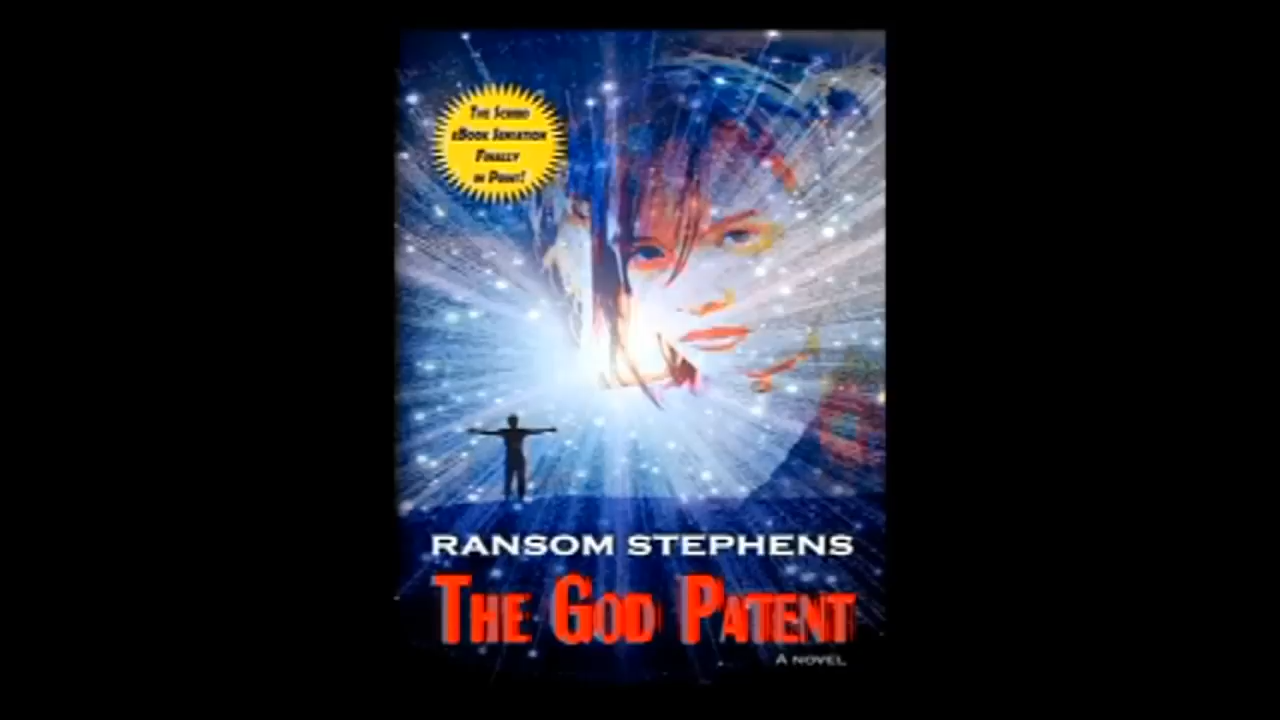 The Scribd
eBook Sensation
Finally
in Print!
RANSOM STEPHENS
THE GOD PATENT
A NOVEL